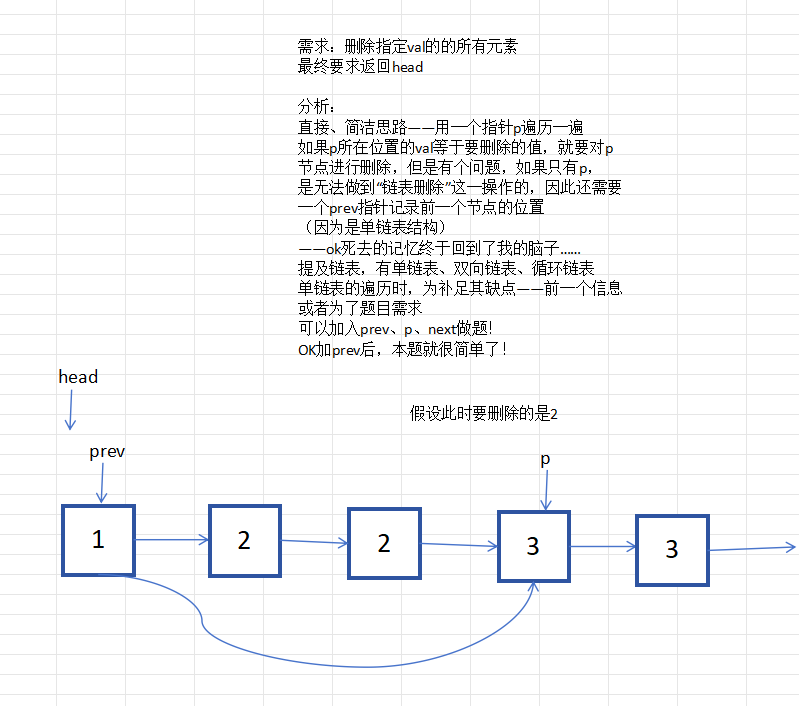 需求：删除指定val的的所有元素
最终要求返回head
分析：
直接、简洁思路——用一个指针p遍历一遍
如果p所在位置的val等于要删除的值，就要对p
节点进行删除，但是有个问题，如果只有p，
是无法做到“链表删除”这一操作的，因此还需要
一个prev指针记录前一个节点的位置
（因为是单链表结构）
——ok死去的记忆终于回到了我的脑子……
提及链表，有单链表、双向链表、循环链表
单链表的遍历时，为补足其缺点——前一个信息
或者为了题目需求
可以加入prev、p、next做题！
OK加prev后，本题就很简单了！
head
假设此时要删除的是2
prev
p
1
2
2
3
3